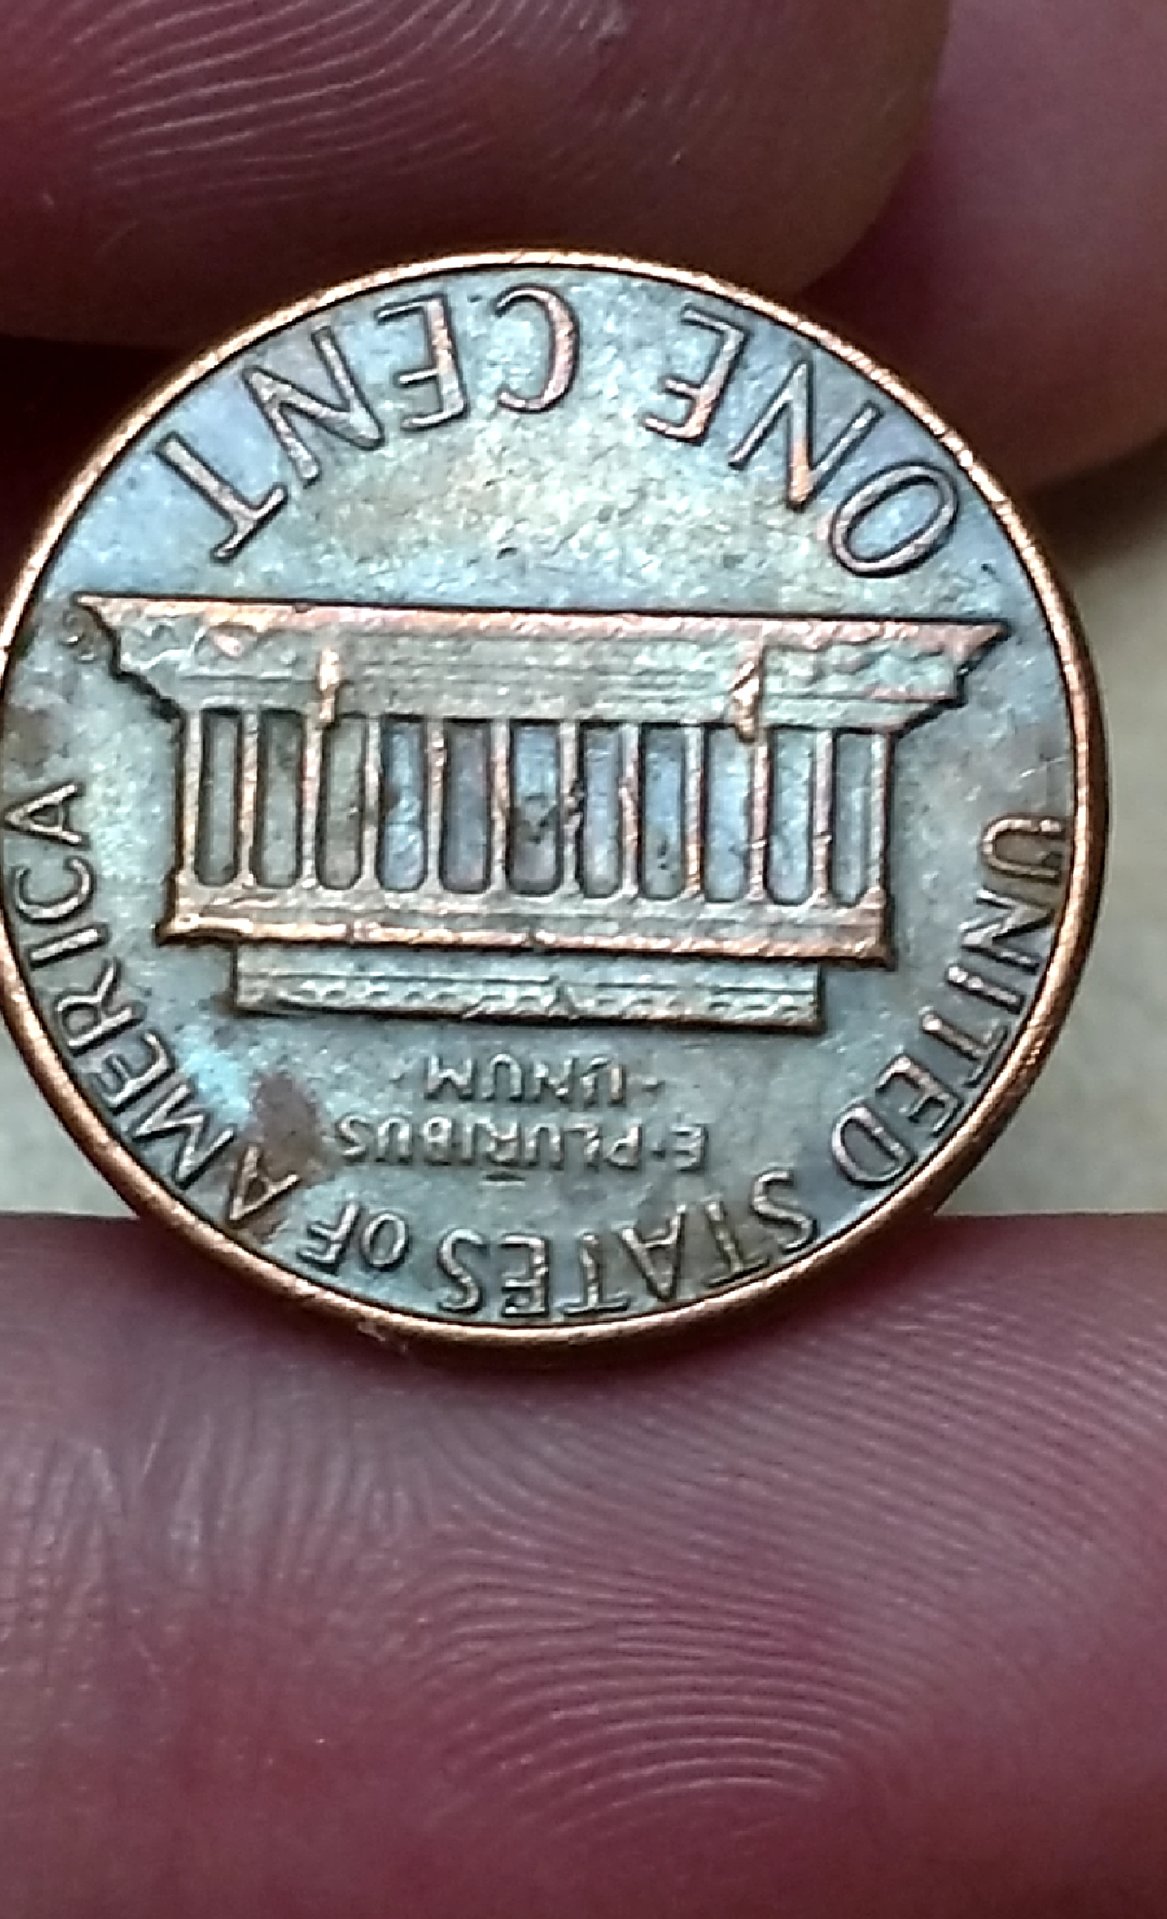 UNITED STATES OF AMERICA
E·PLURIBUS
·UNUM·
ONE CENT